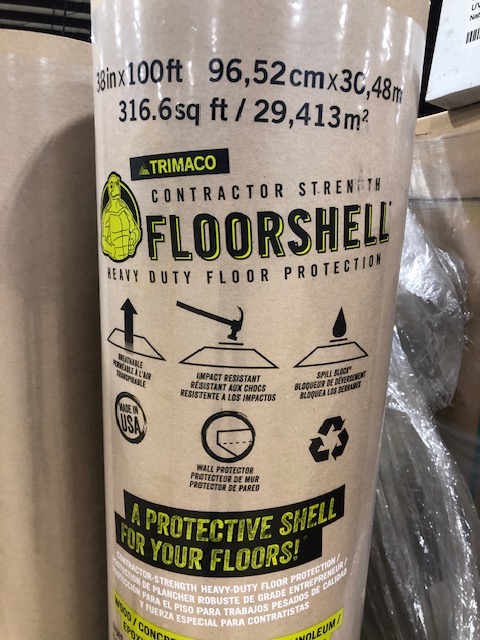 38in x 100ft 96,52cm x 30,48m
316.6sq ft / 29,413m²
TRIMACO
CONTRACTOR STRENGTH
FLOORSHELL®
HEAVY DUTY FLOOR PROTECTION
BREATHABLE
PERMÉABLE À L'AIR
TRANSPIRABLE
IMPACT RESISTANT
RÉSISTANT AUX CHOCS
RESISTENTE A LOS IMPACTOS
SPILL BLOCK®
BLOQUEUR DE DÉVERSEMENT
BLOQUEA LOS DERRAMES
MADE IN
USA
WALL PROTECTOR
PROTECTEUR DE MUR
PROTECTOR DE PARED
A PROTECTIVE SHELL
FOR YOUR FLOORS!
CONTRACTOR-STRENGTH HEAVY-DUTY FLOOR PROTECTION /
PROTECTION DE PLANCHER ROBUSTE DE GRADE ENTREPRENEUR /
PROTECCIÓN PARA EL PISO PARA TRABAJOS PESADOS DE CALIDAD
Y FUERZA ESPECIAL PARA CONTRATISTAS
WOOD / CONCRE